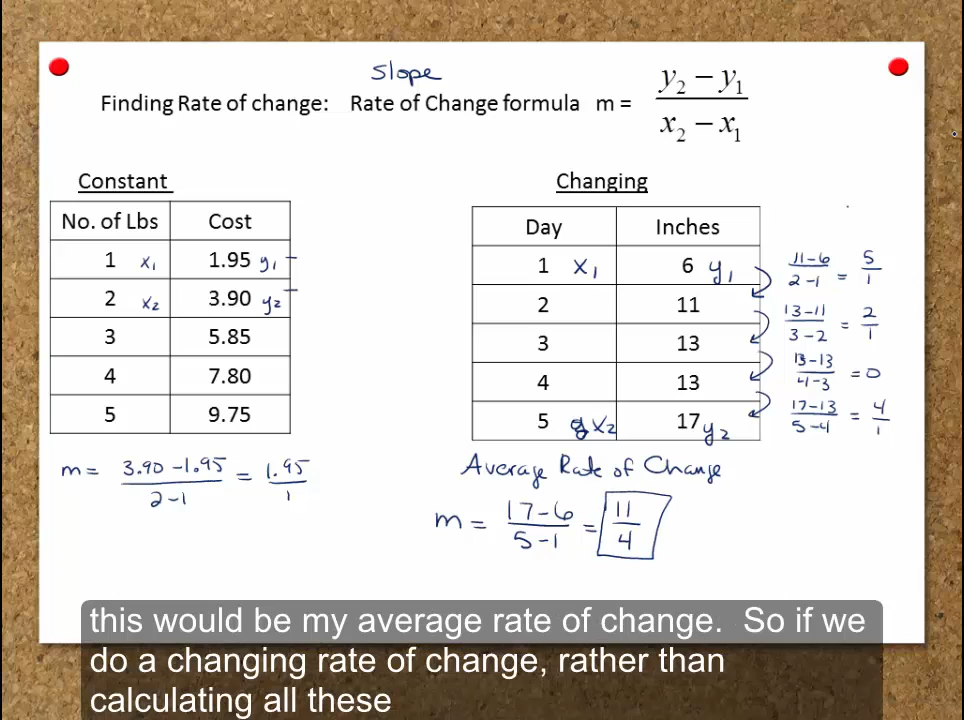 slope
Finding Rate of change: Rate of Change formula m = y₂ − y₁ / x₂ − x₁
Constant
No. of Lbs Cost
1 x₁ 1.95 y₁
2 x₂ 3.90 y₂
3 5.85
4 7.80
5 9.75
m = 3.90 − 1.95 / 2 − 1 = 1.95 / 1
Changing
Day Inches
1 x₁ 6 y₁
2 11
3 13
4 13
5 x₂ 17 y₂
11 − 6 / 2 − 1 = 5 / 1
13 − 11 / 3 − 2 = 2 / 1
13 − 13 / 4 − 3 = 0
17 − 13 / 5 − 4 = 4 / 1
Average Rate of Change
m = 17 − 6 / 5 − 1 = 11 / 4
this would be my average rate of change. So if we
do a changing rate of change, rather than
calculating all these